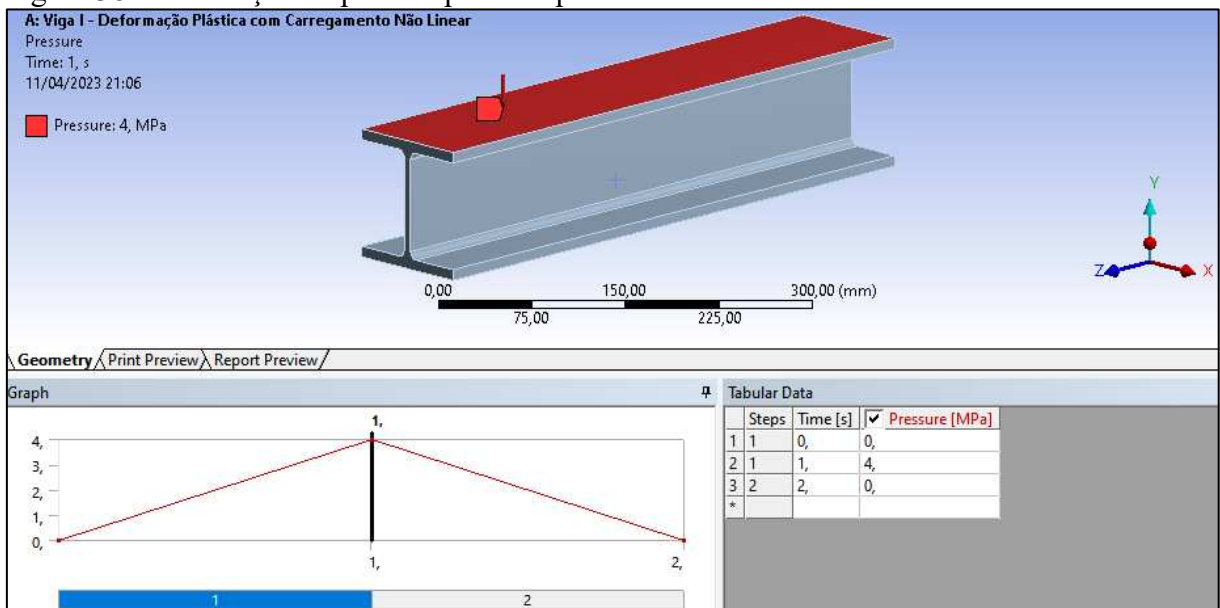 A: Viga I - Deformação Plástica com Carregamento Não Linear
Pressure
Time: 1, s
11/04/2023 21:06
Pressure: 4, MPa
Y
Z
X
0,00 150,00 300,00 (mm)
75,00 225,00
Geometry Print Preview Report Preview
Graph
1,
4,
3,
2,
1,
0,
1, 2,
1 2
Tabular Data
Steps Time [s] Pressure [MPa]
1 1 0, 0,
2 1 1, 4,
3 2 2, 0,
*